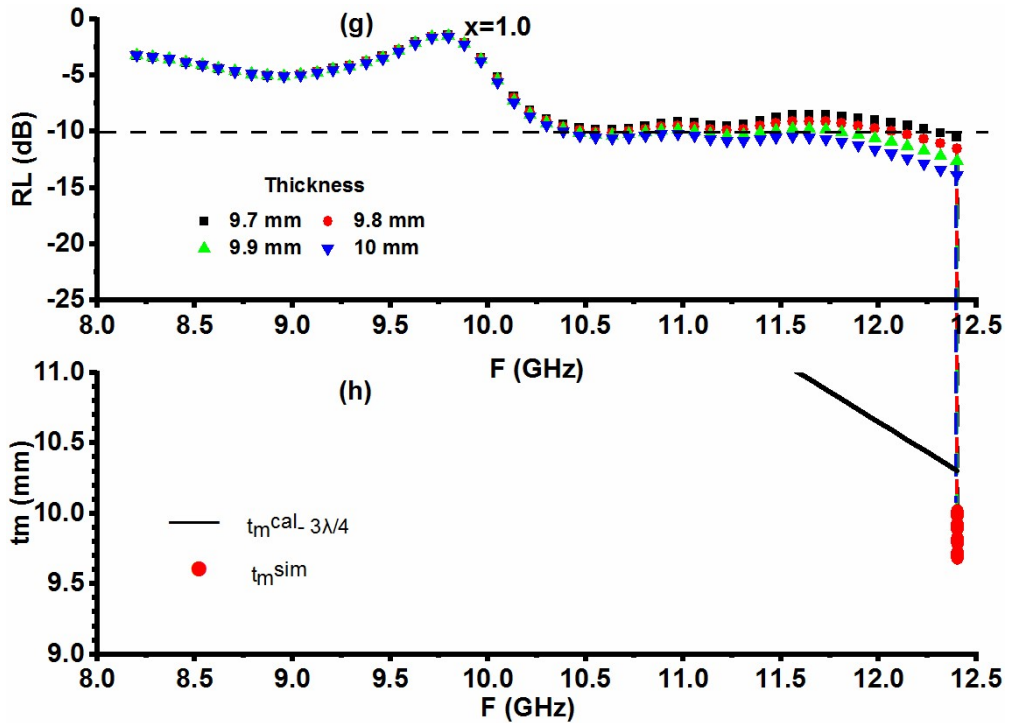 (g)
x=1.0
0
-5
-10
-15
-20
-25
RL (dB)
Thickness
9.7 mm 9.8 mm
9.9 mm 10 mm
8.0 8.5 9.0 9.5 10.0 10.5 11.0 11.5 12.0 12.5
F (GHz)
(h)
11.0
10.5
10.0
9.5
9.0
tm (mm)
tmcal- 3λ/4
tmsim
8.0 8.5 9.0 9.5 10.0 10.5 11.0 11.5 12.0 12.5
F (GHz)